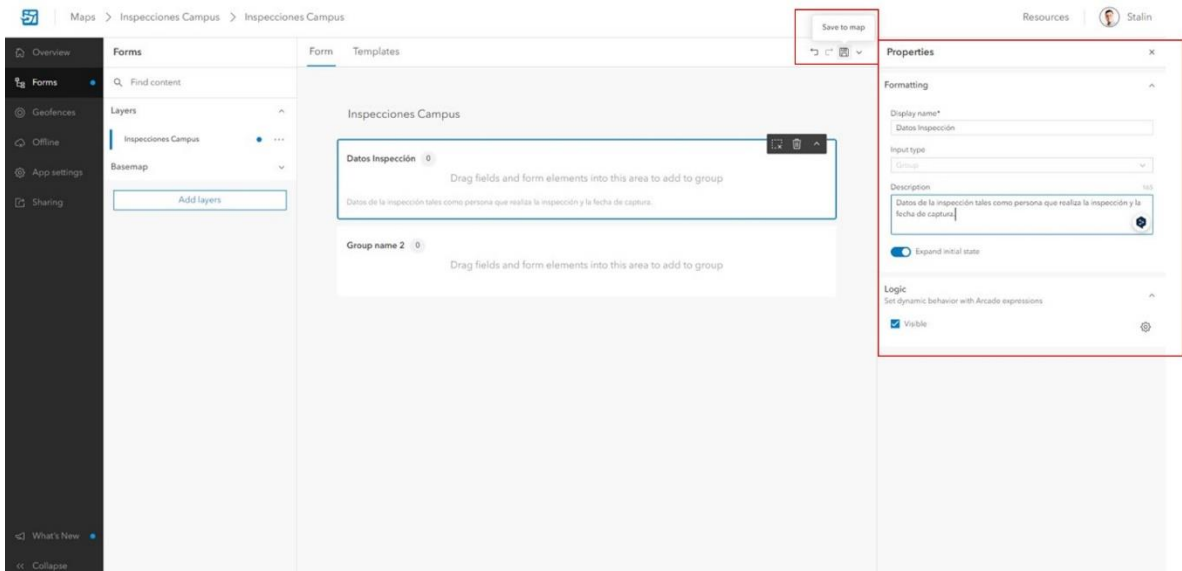 Maps > Inspecciones Campus > Inspecciones Campus
Resources
Stalin
Overview
Forms
Geofences
Offline
App settings
Sharing
What's New
<< Collapse
Forms
Find content
Layers
Inspecciones Campus
Basemap
Add layers
Form Templates
Save to map
Inspecciones Campus
Datos Inspección 0
Drag fields and form elements into this area to add to group
Datos de la inspección tales como persona que realiza la inspección y la fecha de captura.
Group name 2 0
Drag fields and form elements into this area to add to group
Properties
Formatting
Display name*
Datos Inspección
Input type
Group
Description
Datos de la inspección tales como persona que realiza la inspección y la
fecha de captura.
Expand initial state
Logic
Set dynamic behavior with Arcade expressions
Visible